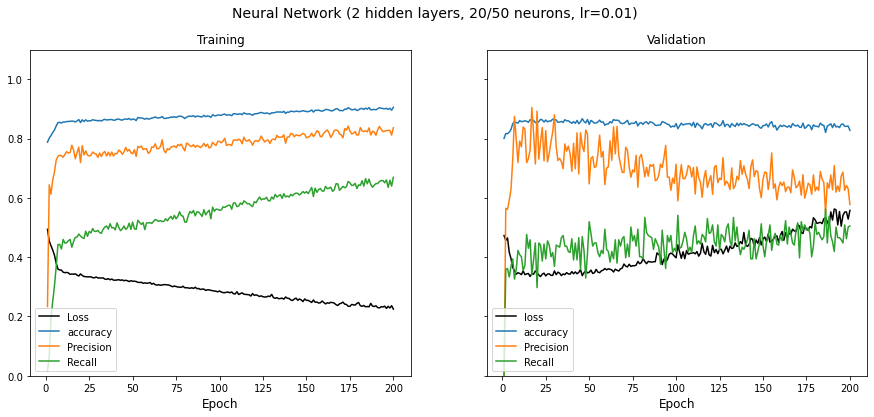 Neural Network (2 hidden layers, 20/50 neurons, lr=0.01)
Training
1.0
0.8
0.6
0.4
0.2
0.0
Loss
accuracy
Precision
Recall
0 25 50 75 100 125 150 175 200
Epoch
Validation
loss
accuracy
Precision
Recall
0 25 50 75 100 125 150 175 200
Epoch